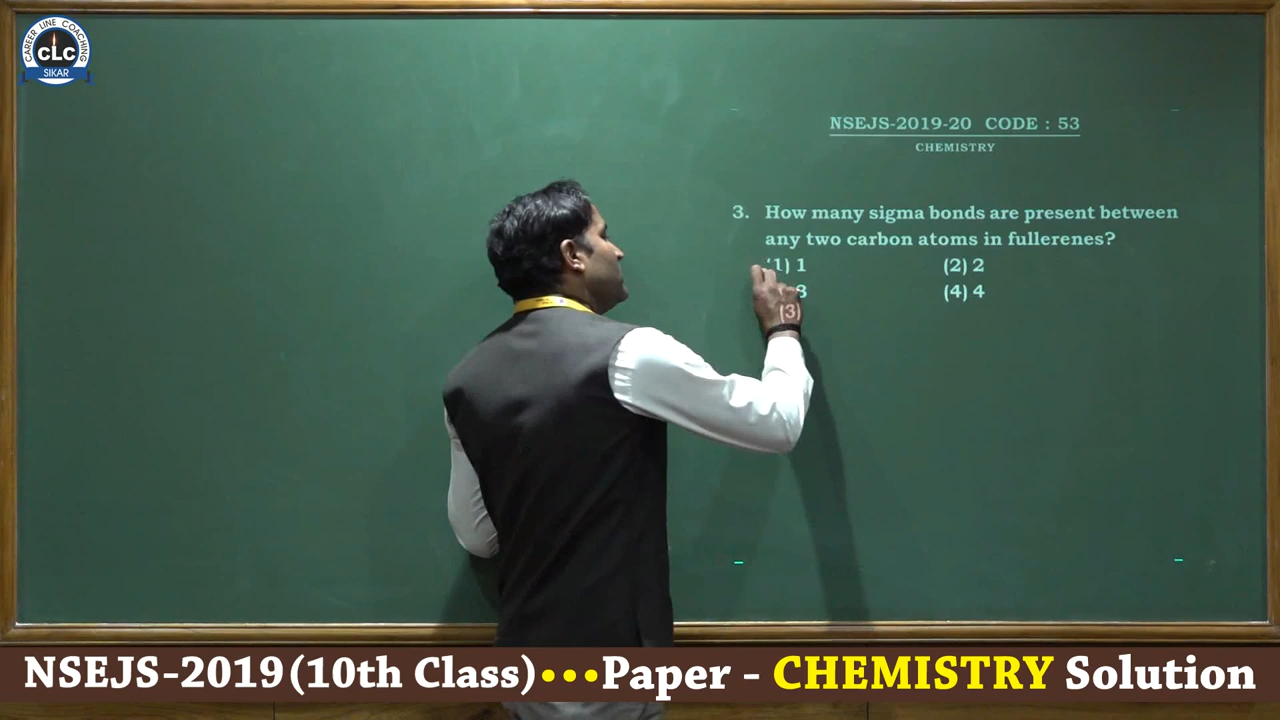 CAREER LINE COACHING
CLC
SIKAR
NSEJS-2019-20 CODE : 53
CHEMISTRY
3. How many sigma bonds are present between
any two carbon atoms in fullerenes?
(1) 1 (2) 2
(3) 3 (4) 4
NSEJS-2019(10th Class)•••Paper - CHEMISTRY Solution